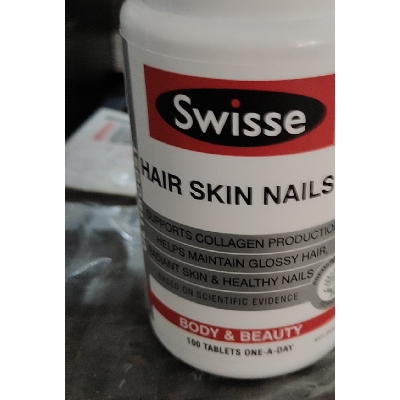 Swisse
HAIR SKIN NAILS
SUPPORTS COLLAGEN PRODUCTION
HELPS MAINTAIN GLOSSY HAIR,
RADIANT SKIN & HEALTHY NAILS
BASED ON SCIENTIFIC EVIDENCE
BODY & BEAUTY
100 TABLETS ONE-A-DAY